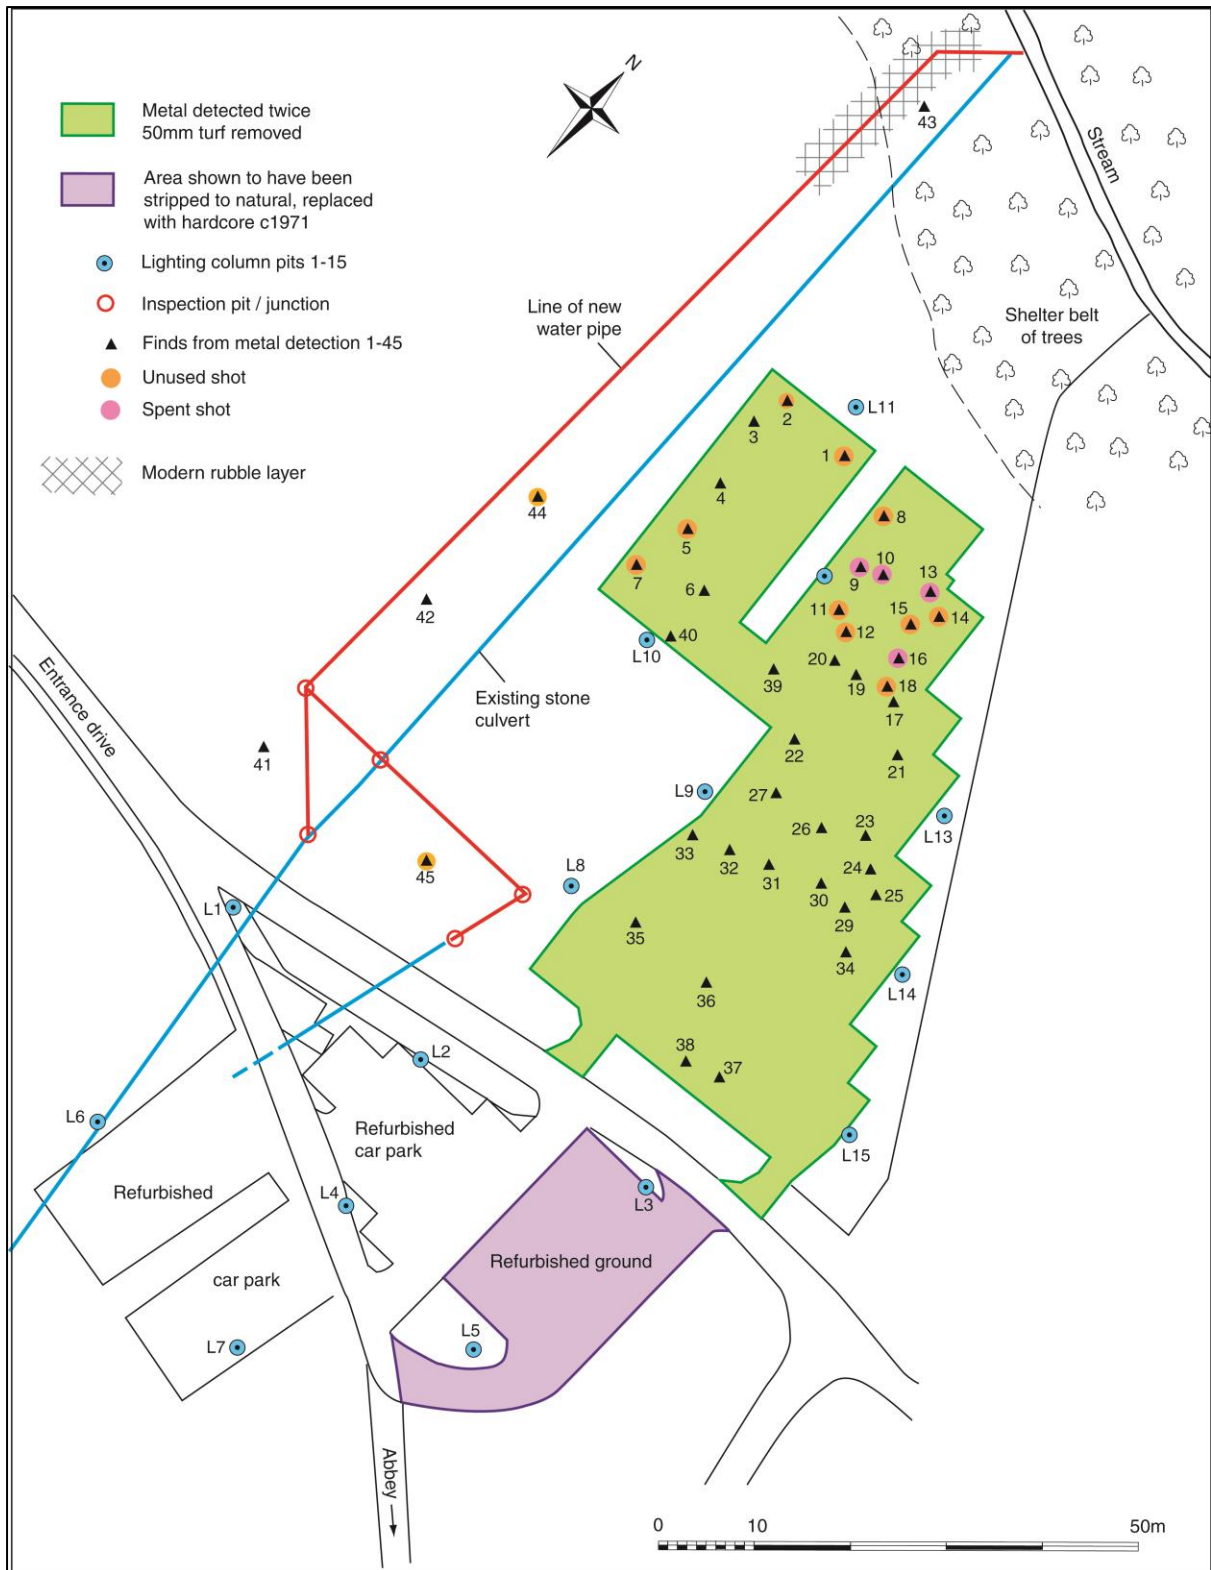 N
Metal detected twice
50mm turf removed
Area shown to have been
stripped to natural, replaced
with hardcore c1971
Lighting column pits 1-15
Inspection pit / junction
Finds from metal detection 1-45
Unused shot
Spent shot
Modern rubble layer
Line of new
water pipe
Stream
Shelter belt
of trees
43
2
3
L11
1
4
44
8
5
10
7
9
13
6
11
15
14
42
12
40
L10
20
16
39
19
18
17
Entrance drive
Existing stone
culvert
41
22
21
L9
27
26
23
L13
33
32
45
L8
31
24
30
25
L1
29
35
34
L14
36
L2
38
37
L6
Refurbished
car park
L15
Refurbished
L4
L3
Refurbished ground
car park
L5
L7
Abbey
0
10
50m